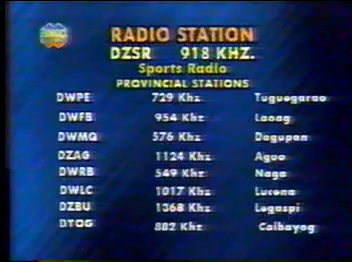 RADIO STATION
DZSR 918 KHZ.
Sports Radio
PROVINCIAL STATIONS
DWPE 729 Khz Tuguegarao
DWFB 954 Khz Laoag
DWMQ 576 Khz Dagupan
DZAG 1124 Khz Agoo
DWRB 549 Khz Naga
DWLC 1017 Khz Lucena
DZBU 1368 Khz Legaspi
DYOG 882 Khz Calbayog